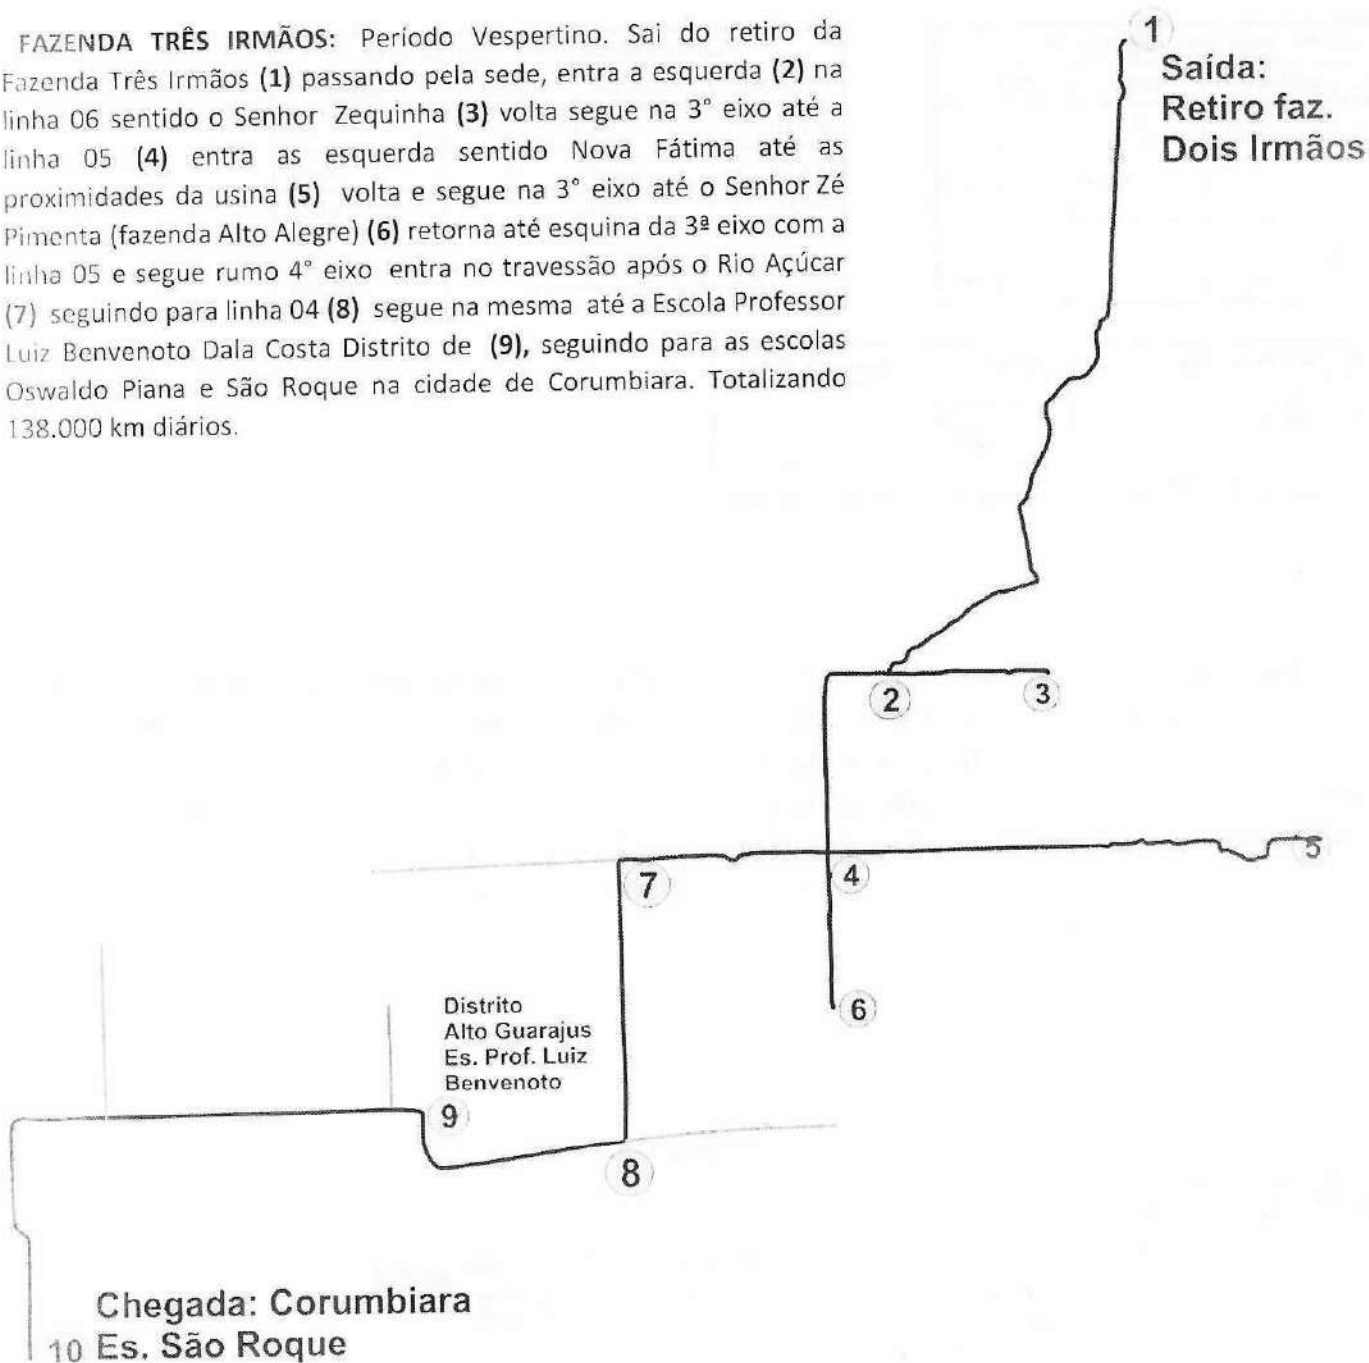 FAZENDA TRÊS IRMÃOS: Período Vespertino. Sai do retiro da
Fazenda Três Irmãos (1) passando pela sede, entra a esquerda (2) na
linha 06 sentido o Senhor Zequinha (3) volta segue na 3° eixo até a
linha 05 (4) entra as esquerda sentido Nova Fátima até as
proximidades da usina (5) volta e segue na 3° eixo até o Senhor Zé
Pimenta (fazenda Alto Alegre) (6) retorna até esquina da 3ª eixo com a
linha 05 e segue rumo 4° eixo entra no travessão após o Rio Açúcar
(7) seguindo para linha 04 (8) segue na mesma até a Escola Professor
Luiz Benvenoto Dala Costa Distrito de (9), seguindo para as escolas
Oswaldo Piana e São Roque na cidade de Corumbiara. Totalizando
138.000 km diários.
1
Saída:
Retiro faz.
Dois Irmãos
2
3
4
5
7
6
Distrito
Alto Guarajus
Es. Prof. Luiz
Benvenoto
9
8
Chegada: Corumbiara
10 Es. São Roque